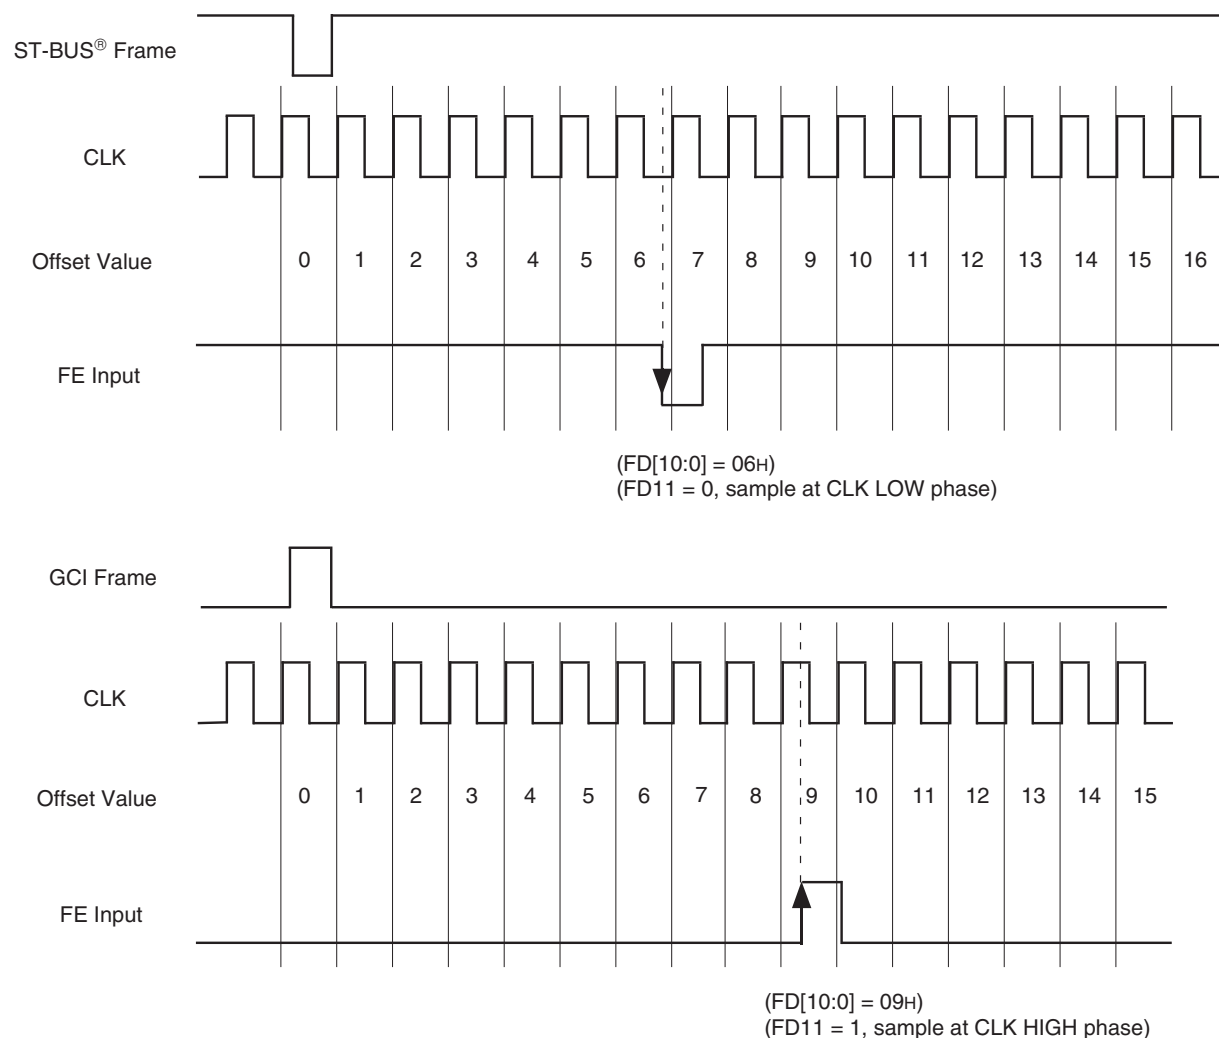 ST-BUS® Frame
CLK
Offset Value 0 1 2 3 4 5 6 7 8 9 10 11 12 13 14 15 16
FE Input
(FD[10:0] = 06H)
(FD11 = 0, sample at CLK LOW phase)
GCI Frame
CLK
Offset Value 0 1 2 3 4 5 6 7 8 9 10 11 12 13 14 15
FE Input
(FD[10:0] = 09H)
(FD11 = 1, sample at CLK HIGH phase)